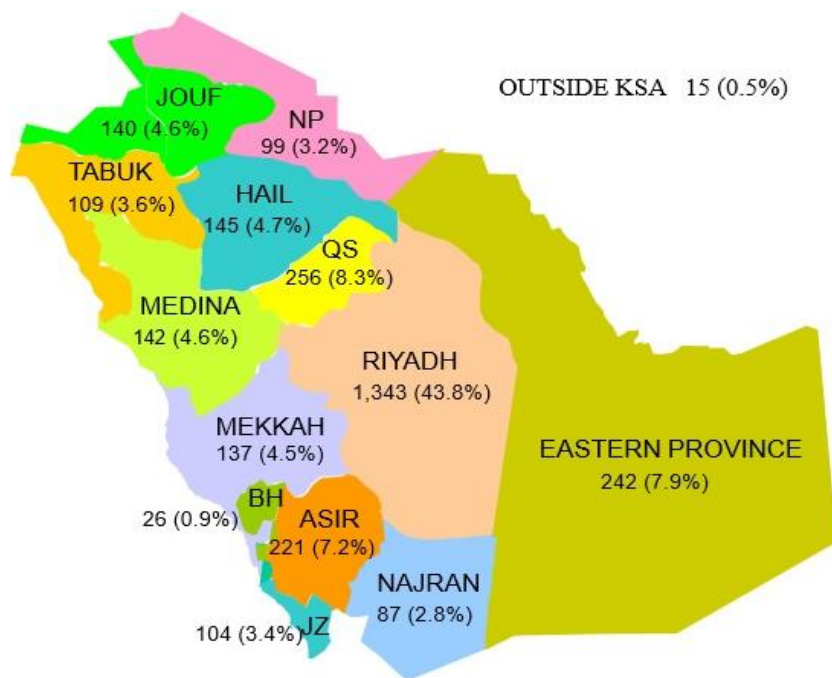 OUTSIDE KSA 15 (0.5%)
JOUF
140 (4.6%)
NP
99 (3.2%)
TABUK
109 (3.6%)
HAIL
145 (4.7%)
QS
256 (8.3%)
MEDINA
142 (4.6%)
RIYADH
1,343 (43.8%)
MEKKAH
137 (4.5%)
EASTERN PROVINCE
242 (7.9%)
BH
26 (0.9%)
ASIR
221 (7.2%)
NAJRAN
87 (2.8%)
JZ
104 (3.4%)